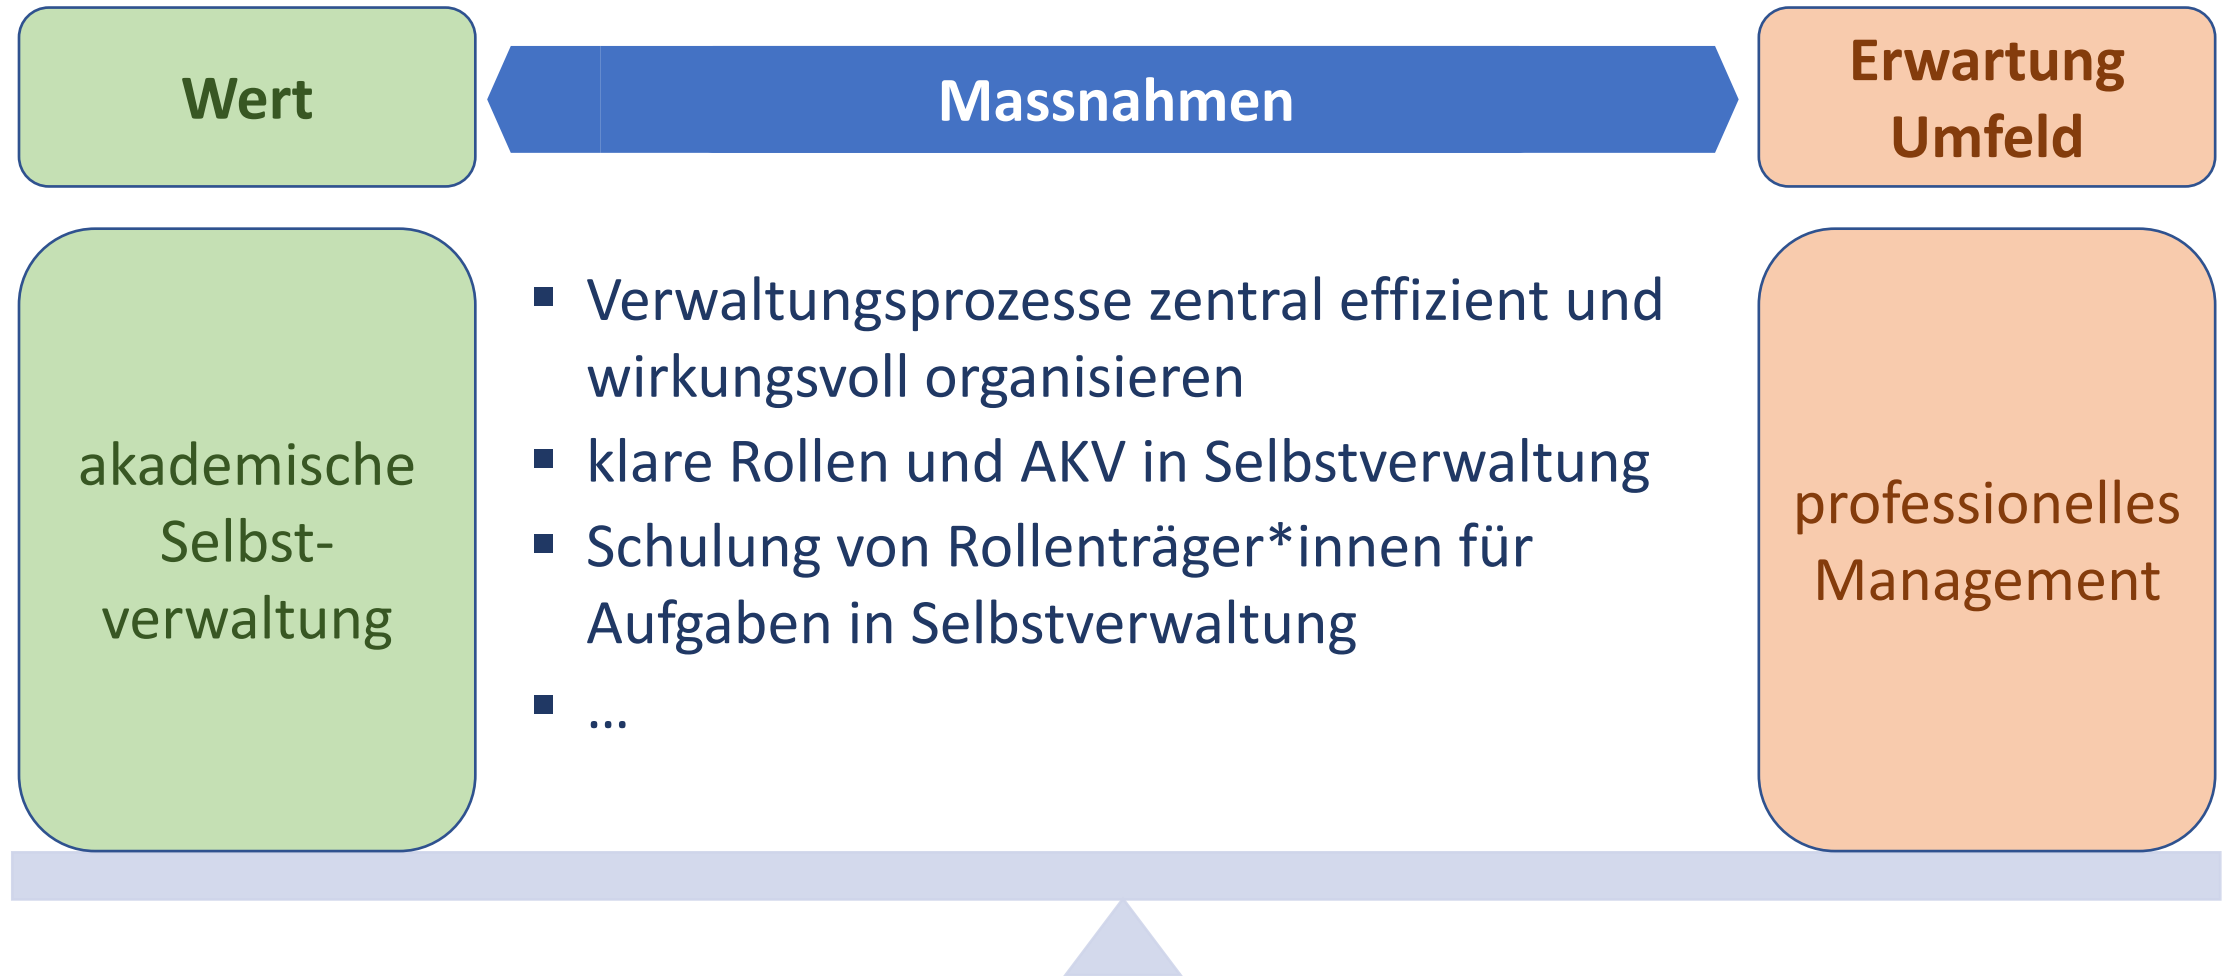 Wert
Massnahmen
Erwartung
Umfeld
akademische
Selbst-
verwaltung
▪ Verwaltungsprozesse zentral effizient und
wirkungsvoll organisieren
▪ klare Rollen und AKV in Selbstverwaltung
▪ Schulung von Rollenträger*innen für
Aufgaben in Selbstverwaltung
▪ ...
professionelles
Management